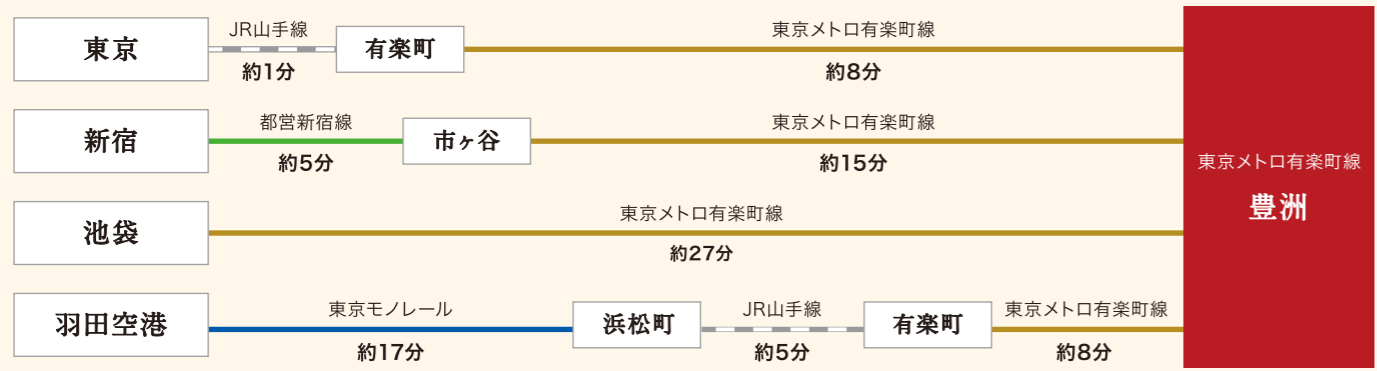 東京
JR山手線
約1分
有楽町
東京メトロ有楽町線
約8分
新宿
都営新宿線
約5分
市ヶ谷
東京メトロ有楽町線
約15分
池袋
東京メトロ有楽町線
約27分
羽田空港
東京モノレール
約17分
浜松町
JR山手線
約5分
有楽町
東京メトロ有楽町線
約8分
東京メトロ有楽町線
豊洲